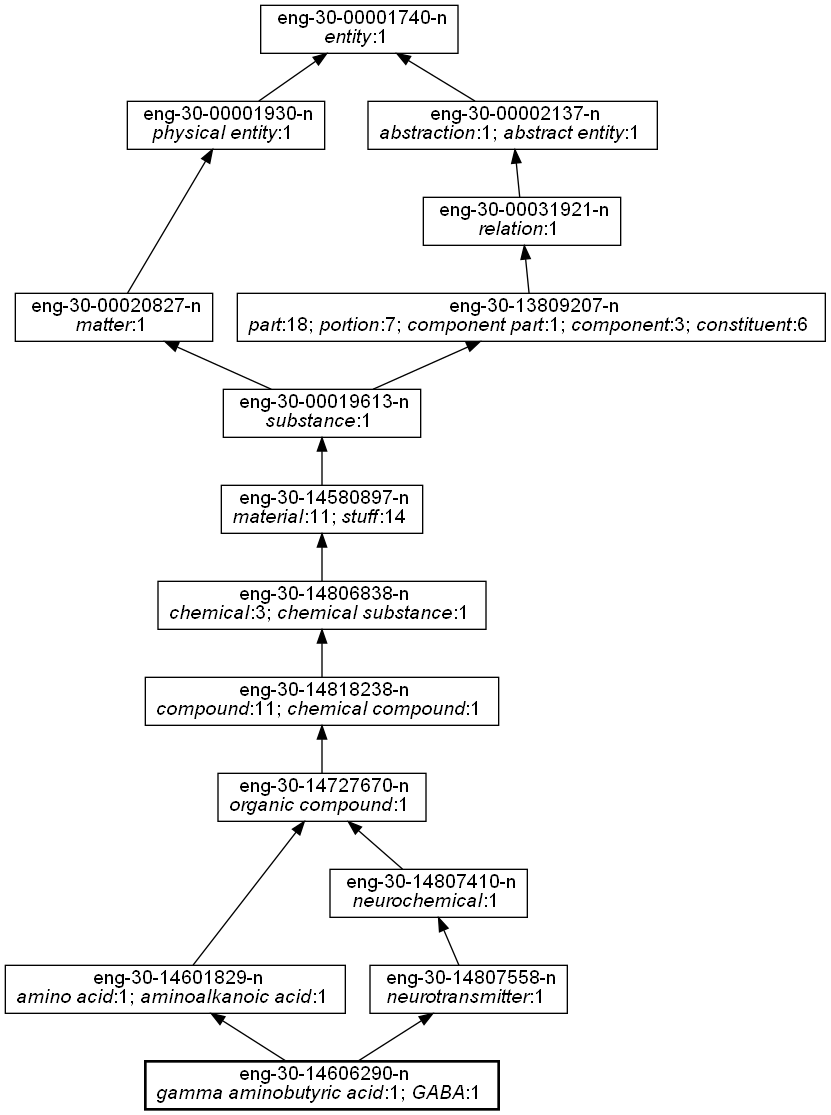 eng-30-00001740-n
entity:1
eng-30-00001930-n
physical entity:1
eng-30-00002137-n
abstraction:1; abstract entity:1
eng-30-00031921-n
relation:1
eng-30-00020827-n
matter:1
eng-30-13809207-n
part:18; portion:7; component part:1; component:3; constituent:6
eng-30-00019613-n
substance:1
eng-30-14580897-n
material:11; stuff:14
eng-30-14806838-n
chemical:3; chemical substance:1
eng-30-14818238-n
compound:11; chemical compound:1
eng-30-14727670-n
organic compound:1
eng-30-14807410-n
neurochemical:1
eng-30-14601829-n
amino acid:1; aminoalkanoic acid:1
eng-30-14807558-n
neurotransmitter:1
eng-30-14606290-n
gamma aminobutyric acid:1; GABA:1